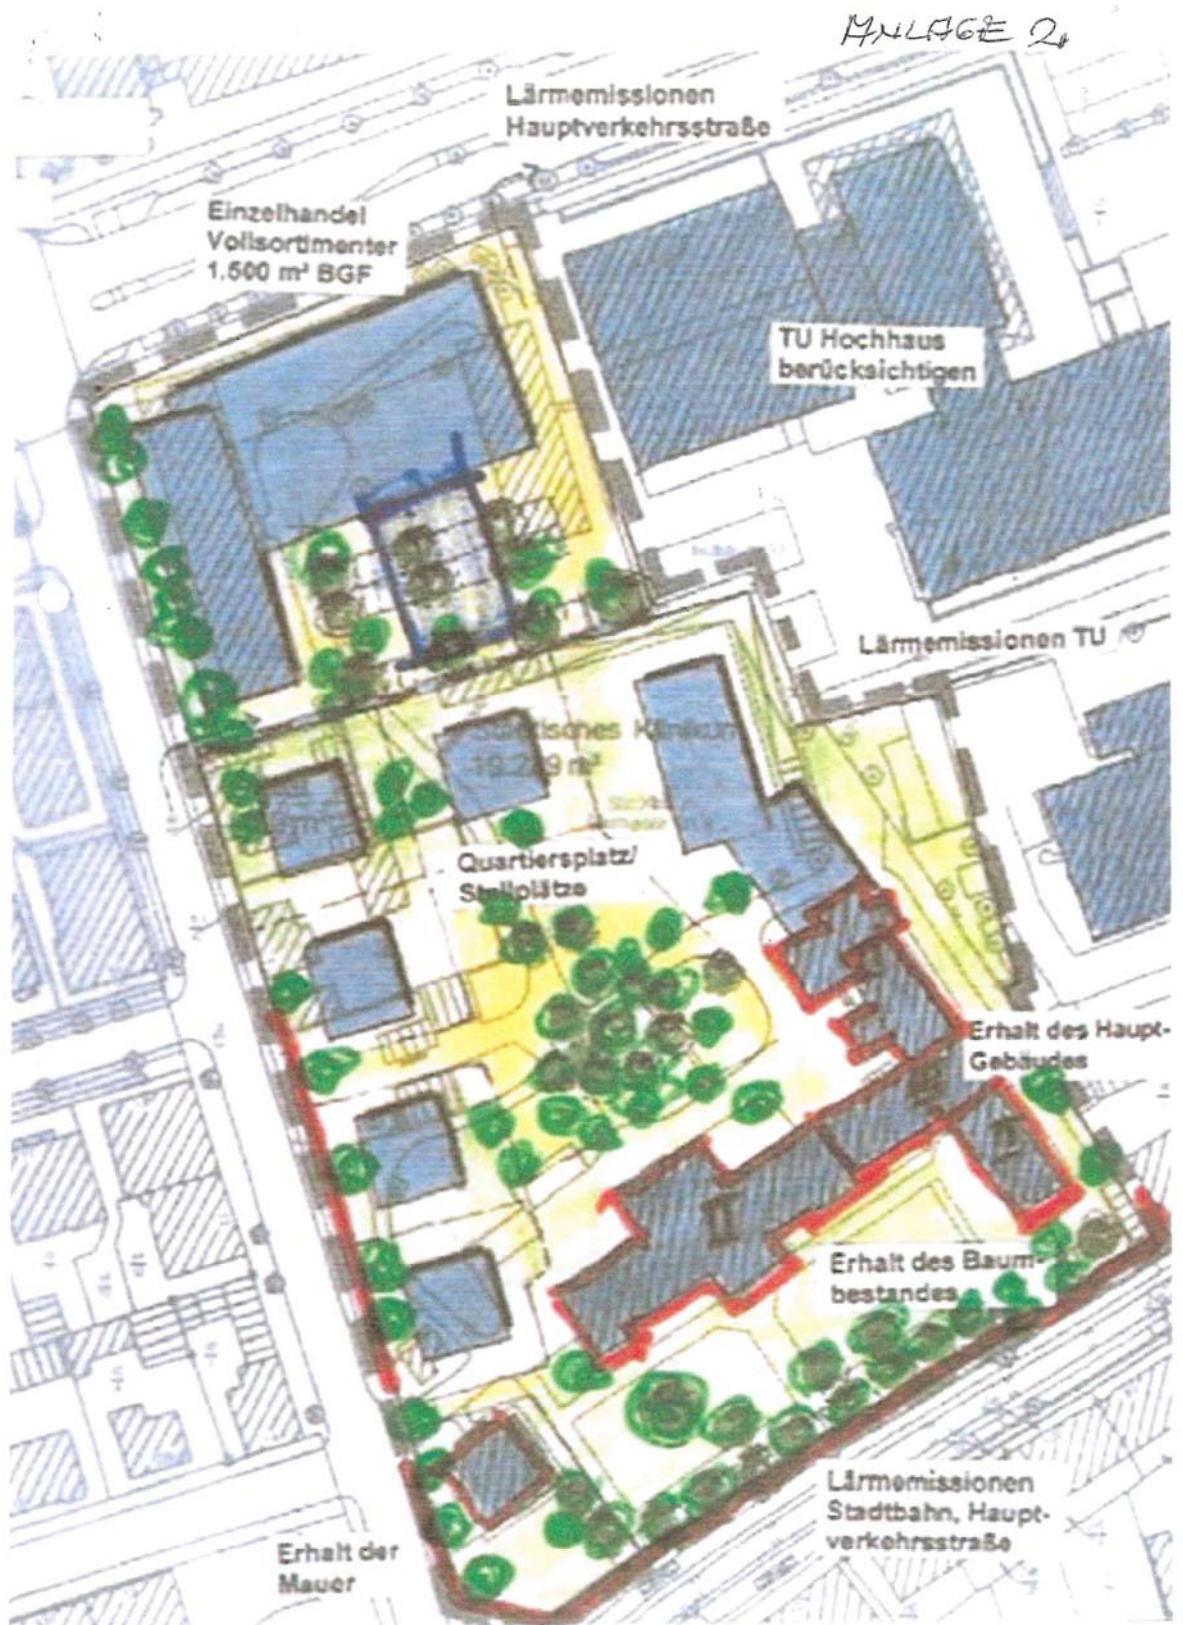 ANLAGE 2.
Lärmemissionen
Hauptverkehrsstraße
Einzelhandel
Vollsortimenter
1.500 m² BGF
TU Hochhaus
berücksichtigen
Lärmemissionen TU
Quartiersplatz/
Stellplätze
Erhalt des Haupt-
Gebäudes
Erhalt des Baum-
bestandes
Lärmemissionen
Stadtbahn, Haupt-
verkehrsstraße
Erhalt der
Mauer